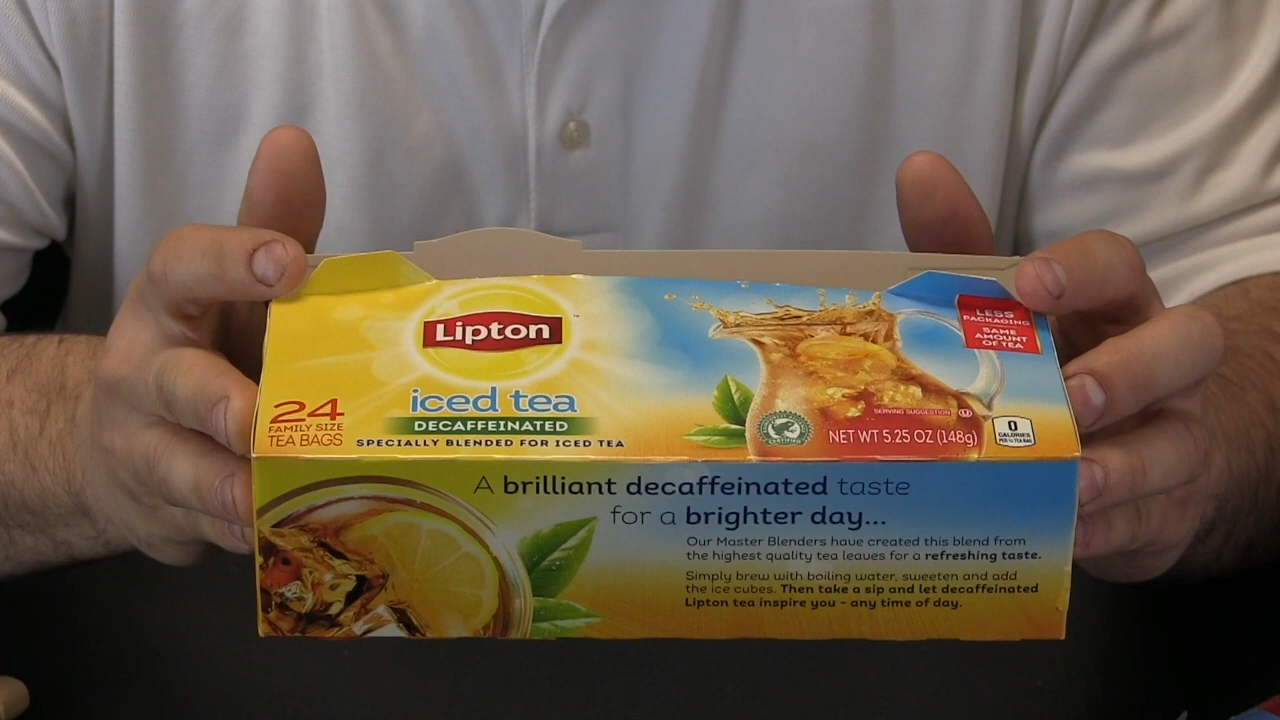 Lipton
™
iced tea
DECAFFEINATED
SPECIALLY BLENDED FOR ICED TEA
24
FAMILY SIZE
TEA BAGS
LESS
PACKAGING
SAME
AMOUNT
OF TEA
SERVING SUGGESTION
U
CERTIFIED
NET WT 5.25 OZ (148g)
0
CALORIES
A brilliant decaffeinated taste
for a brighter day...
Our Master Blenders have created this blend from
the highest quality tea leaves for a refreshing taste.
Simply brew with boiling water, sweeten and add
the ice cubes. Then take a sip and let decaffeinated
Lipton tea inspire you - any time of day.